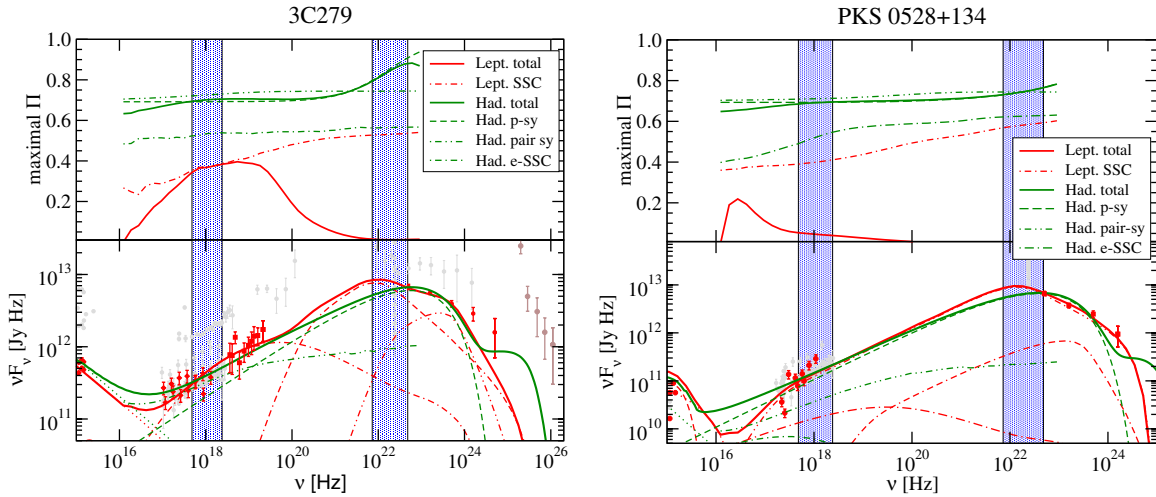 3C279
PKS 0528+134
maximal Π
1.0
0.8
0.6
0.4
0.2
Lept. total
Lept. SSC
Had. total
Had. p-sy
Had. pair sy
Had. e-SSC
νFν [Jy Hz]
10^13
10^12
10^11
10^16
10^18
10^20
10^22
10^24
10^26
ν [Hz]
maximal Π
1.0
0.8
0.6
0.4
0.2
Lept. total
Lept. SSC
Had. total
Had. p-sy
Had. pair-sy
Had. e-SSC
νFν [Jy Hz]
10^14
10^13
10^12
10^11
10^10
10^16
10^18
10^20
10^22
10^24
ν [Hz]